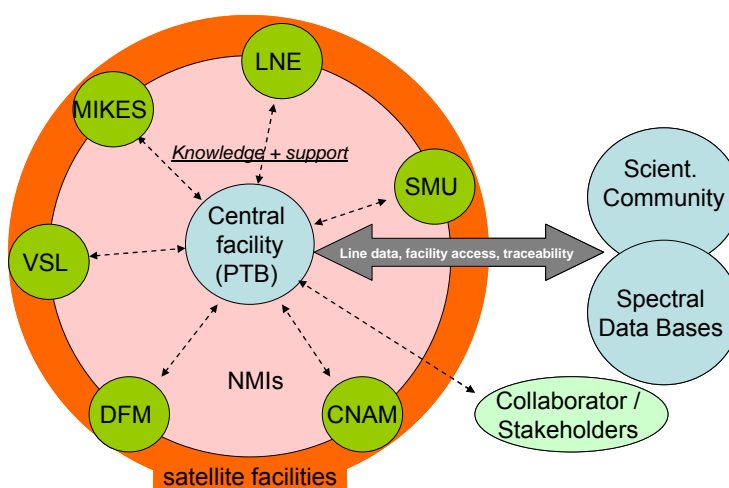 LNE
MIKES
Knowledge + support
SMU
Scient.
Community
Central
facility
(PTB)
Line data, facility access, traceability
VSL
Spectral
Data Bases
NMIs
DFM
CNAM
Collaborator /
Stakeholders
satellite facilities